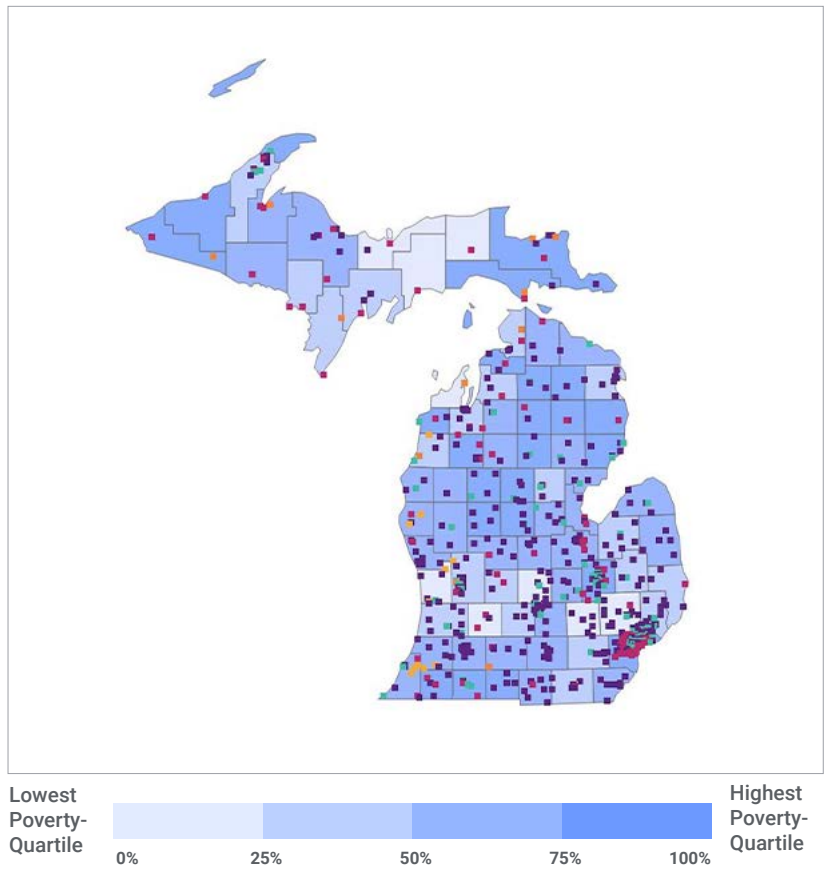 Lowest
Poverty-
Quartile
0%
25%
50%
75%
100%
Highest
Poverty-
Quartile